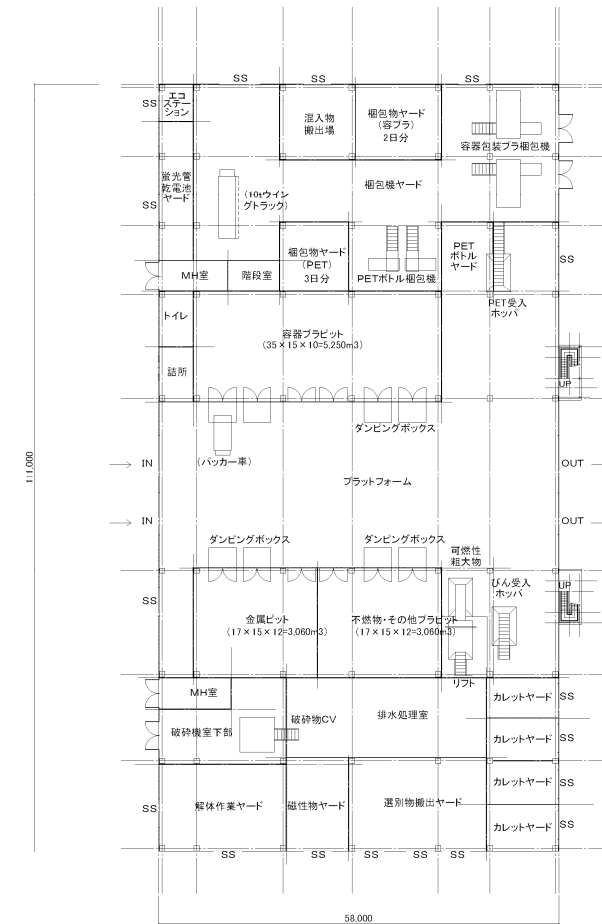 SS
SS
SS
SS
エコ
ステー
ション
混入物
搬出場
梱包物ヤード
(容プラ)
2日分
容器包装プラ梱包機
蛍光管
乾電池
ヤード
SS
(10tウイン
グトラック)
梱包機ヤード
梱包物ヤード
(PET)
3日分
PETボトル梱包機
PET
ボトル
ヤード
SS
MH室
階段室
PET受入
ホッパ
トイレ
容器プラピット
(35×15×10=5,250m3)
詰所
UP
ダンピングボックス
(パッカー車)
IN
OUT
プラットフォーム
IN
OUT
ダンピングボックス
ダンピングボックス
可燃性
粗大物
びん受入
ホッパ
UP
SS
金属ピット
(17×15×12=3,060m3)
不燃物・その他プラピット
(17×15×12=3,060m3)
リフト
MH室
カレットヤード
SS
破砕物CV
排水処理室
破砕機室下部
カレットヤード
SS
カレットヤード
SS
SS
解体作業ヤード
磁性物ヤード
選別物搬出ヤード
カレットヤード
SS
SS
SS
SS
SS
SS
58,000